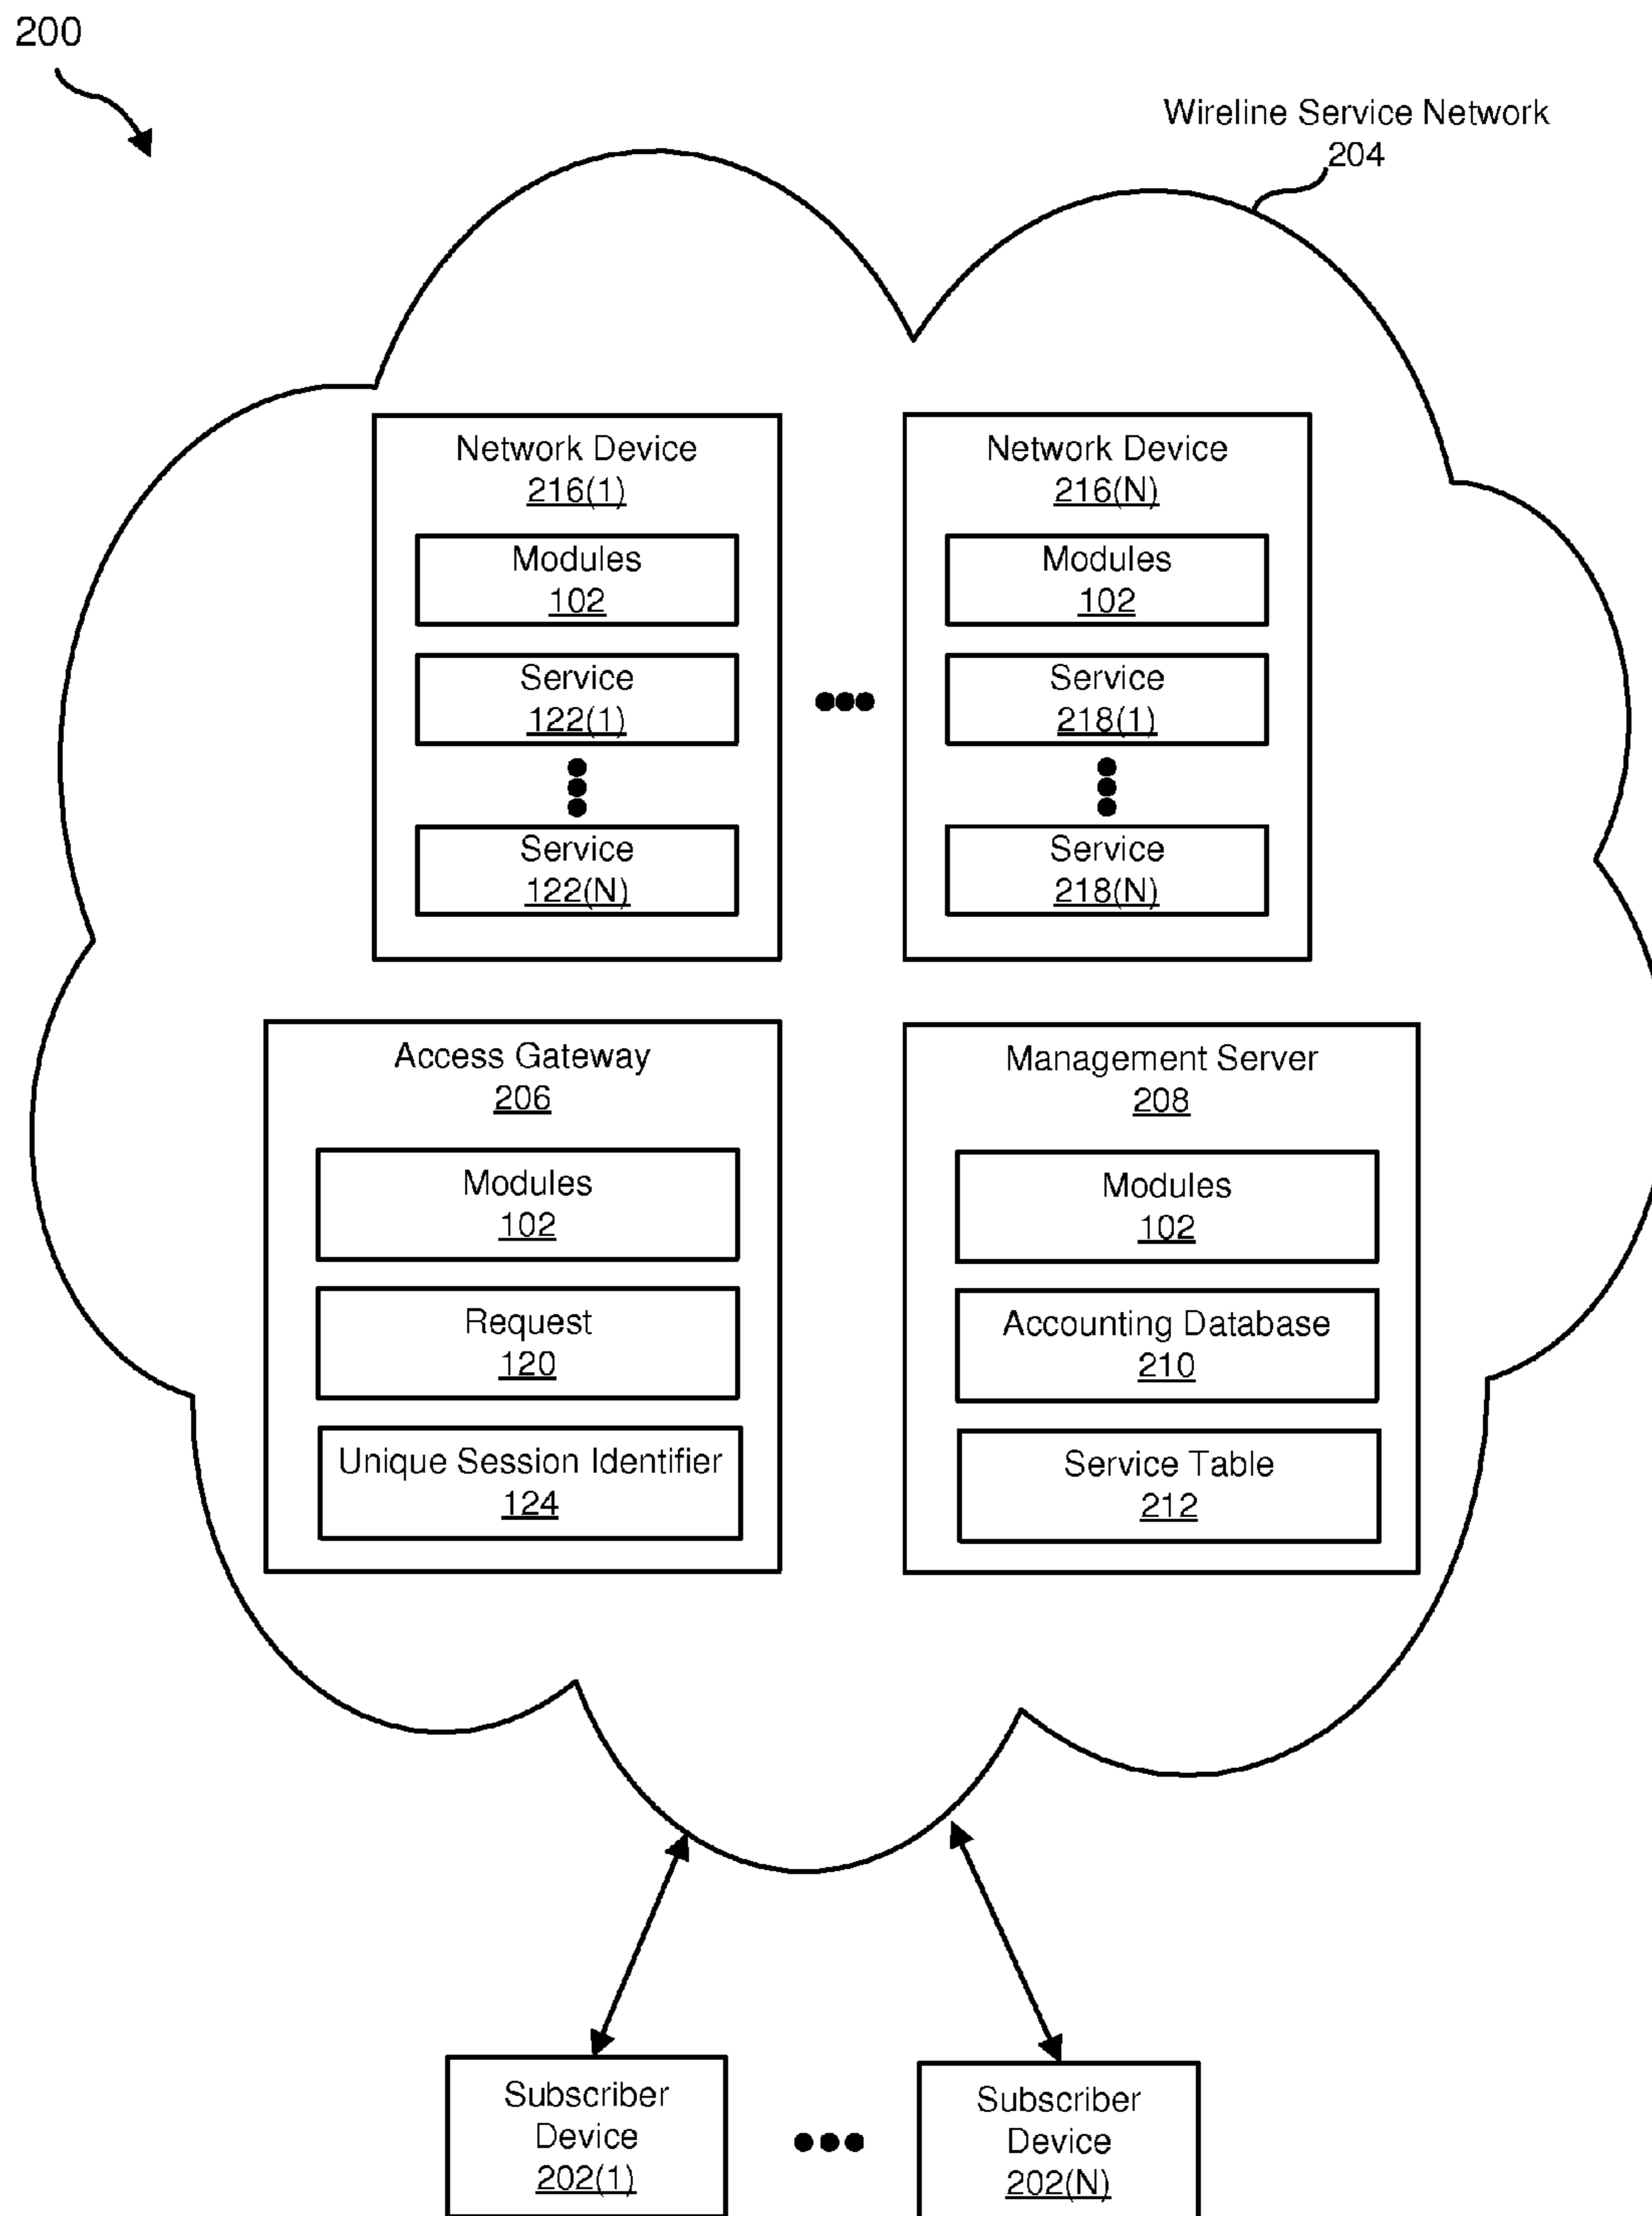 200
Wireline Service Network
204
Network Device
216(1)
Modules
102
Service
122(1)
Service
122(N)
Network Device
216(N)
Modules
102
Service
218(1)
Service
218(N)
Access Gateway
206
Modules
102
Request
120
Unique Session Identifier
124
Management Server
208
Modules
102
Accounting Database
210
Service Table
212
Subscriber
Device
202(1)
Subscriber
Device
202(N)